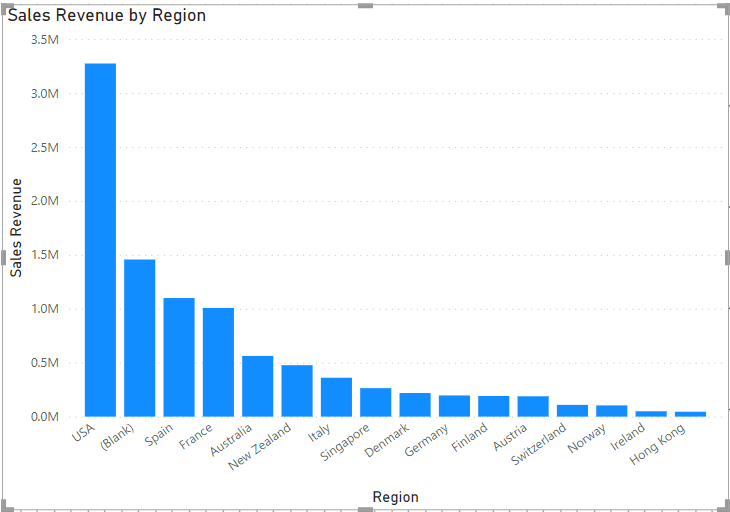 Sales Revenue by Region
3.5M
3.0M
2.5M
2.0M
1.5M
1.0M
0.5M
0.0M
Sales Revenue
USA
(Blank)
Spain
France
Australia
New Zealand
Italy
Singapore
Denmark
Germany
Finland
Austria
Switzerland
Norway
Ireland
Hong Kong
Region